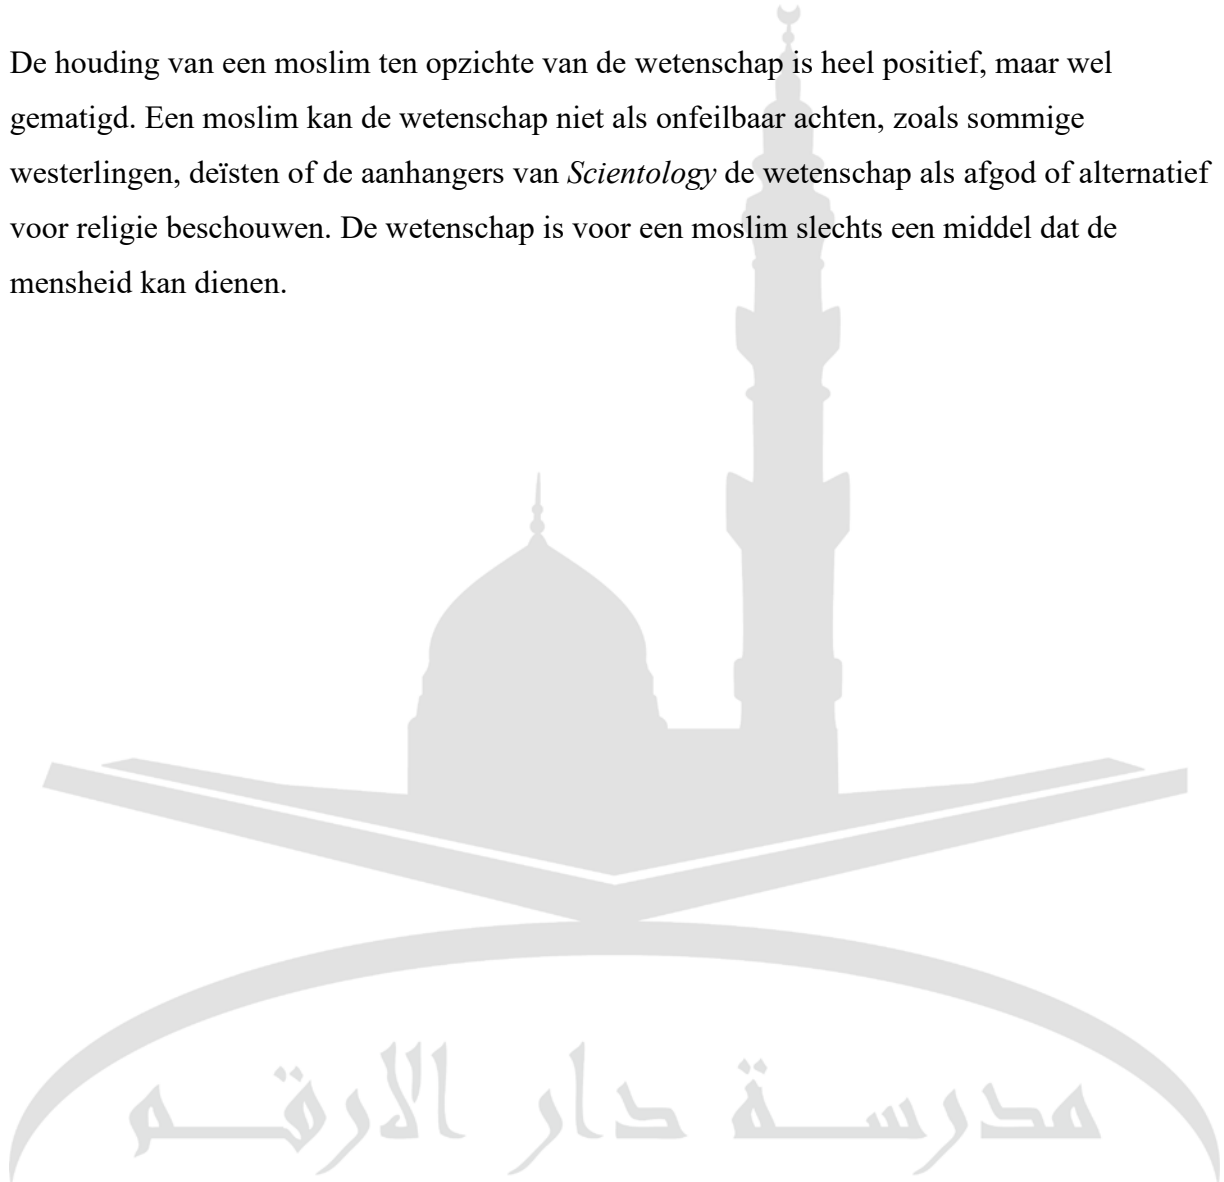 De houding van een moslim ten opzichte van de wetenschap is heel positief, maar wel
gematigd. Een moslim kan de wetenschap niet als onfeilbaar achten, zoals sommige
westerlingen, deïsten of de aanhangers van Scientology de wetenschap als afgod of alternatief
voor religie beschouwen. De wetenschap is voor een moslim slechts een middel dat de
mensheid kan dienen.
مدرسة دار الارقم